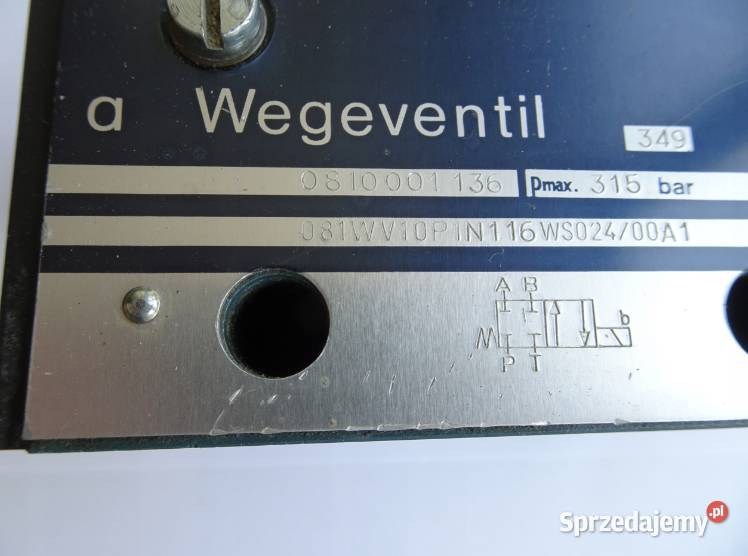 a Wegeventil 349
0810001136 pmax. 315 bar
081WV10P1N116WS024/00A1
A B
b
P T
Sprzedajemy.pl